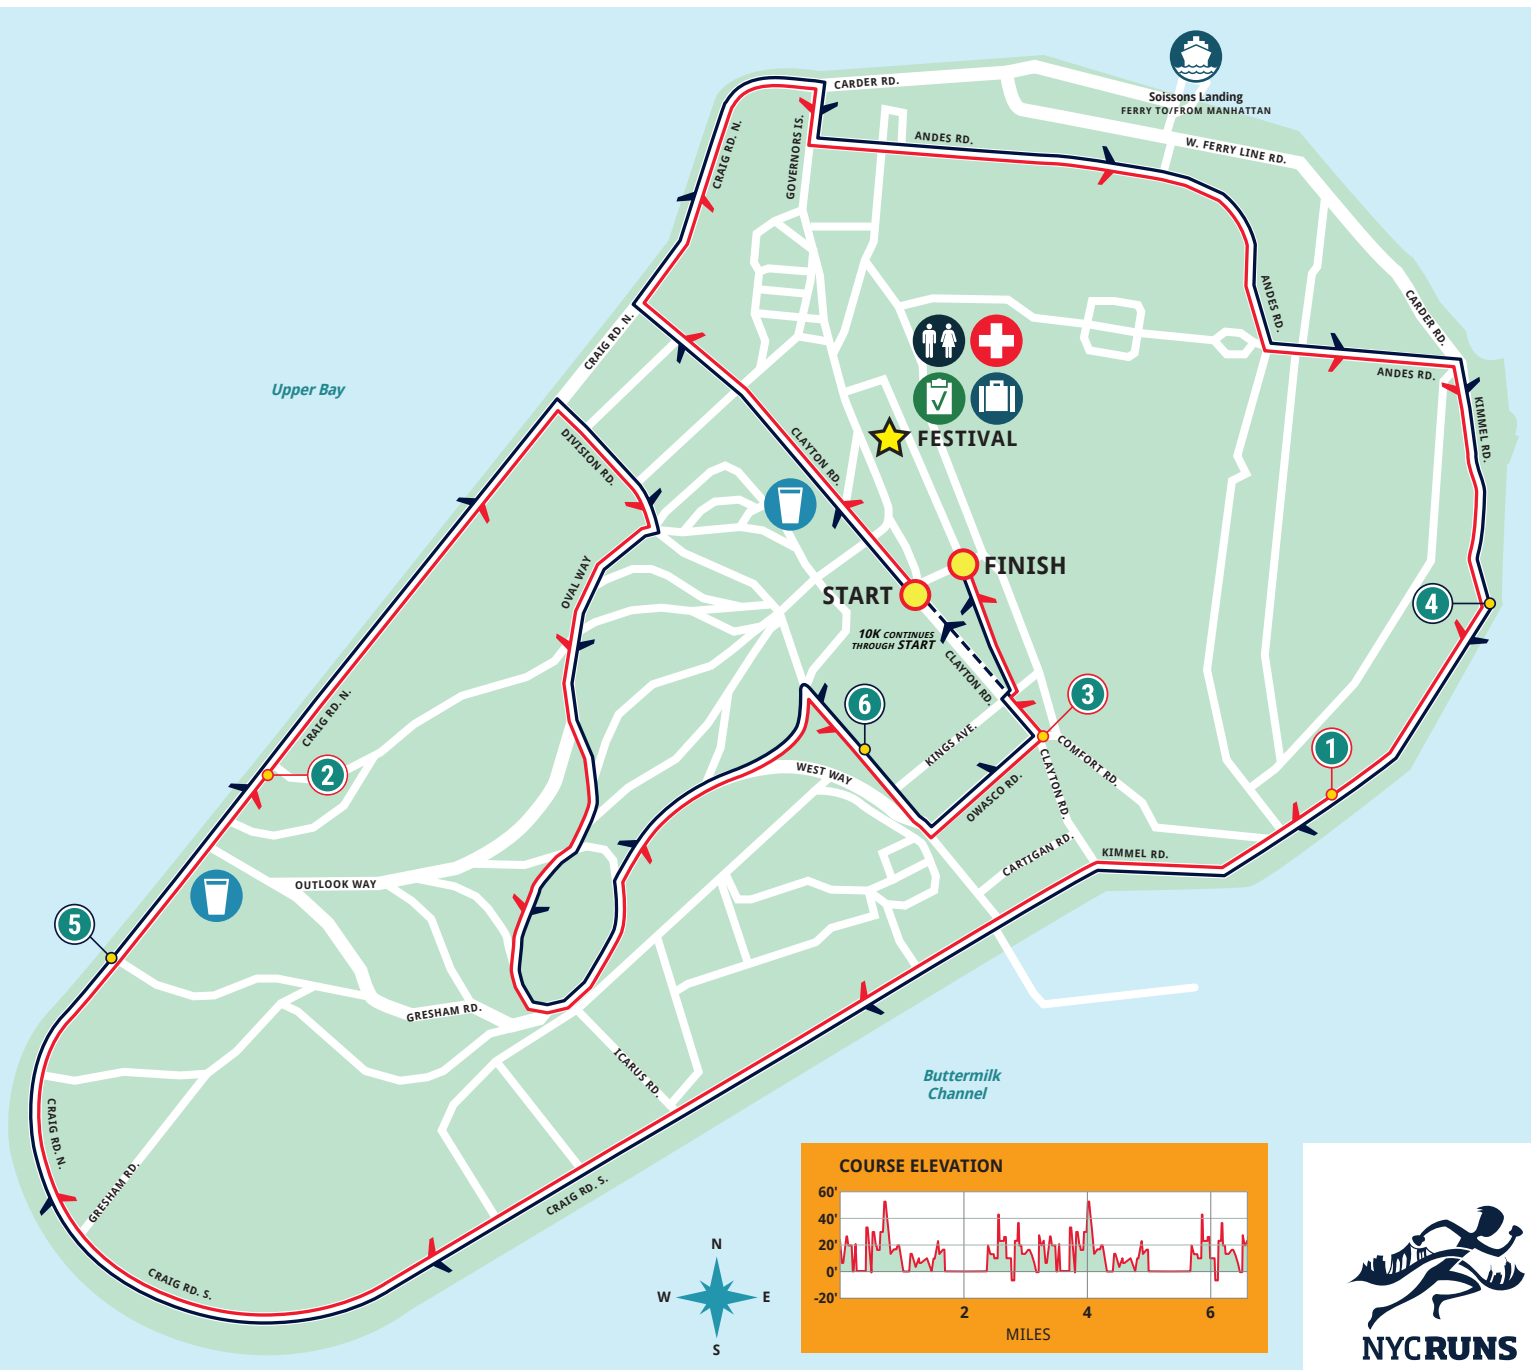 Soissons Landing
FERRY TO/FROM MANHATTAN
CARDER RD.
ANDES RD.
W. FERRY LINE RD.
CRAIG RD. N.
GOVERNORS IS.
ANDES RD.
CARDER RD.
CRAIG RD. N.
ANDES RD.
KIMMEL RD.
Upper Bay
FESTIVAL
CLAYTON RD.
DIVISION RD.
FINISH
START
OVAL WAY
4
10K CONTINUES
THROUGH START
CLAYTON RD.
3
6
CRAIG RD. N.
KINGS AVE.
COMFORT RD.
1
2
WEST WAY
OWASCO RD.
CLAYTON RD.
CARTIGAN RD.
KIMMEL RD.
OUTLOOK WAY
5
GRESHAM RD.
ICARUS RD.
Buttermilk
Channel
CRAIG RD. N.
GRESHAM RD.
CRAIG RD. S.
CRAIG RD. S.
N
W E
S
COURSE ELEVATION
60'
40'
20'
0'
-20'
2 4 6
MILES
NYCRUNS